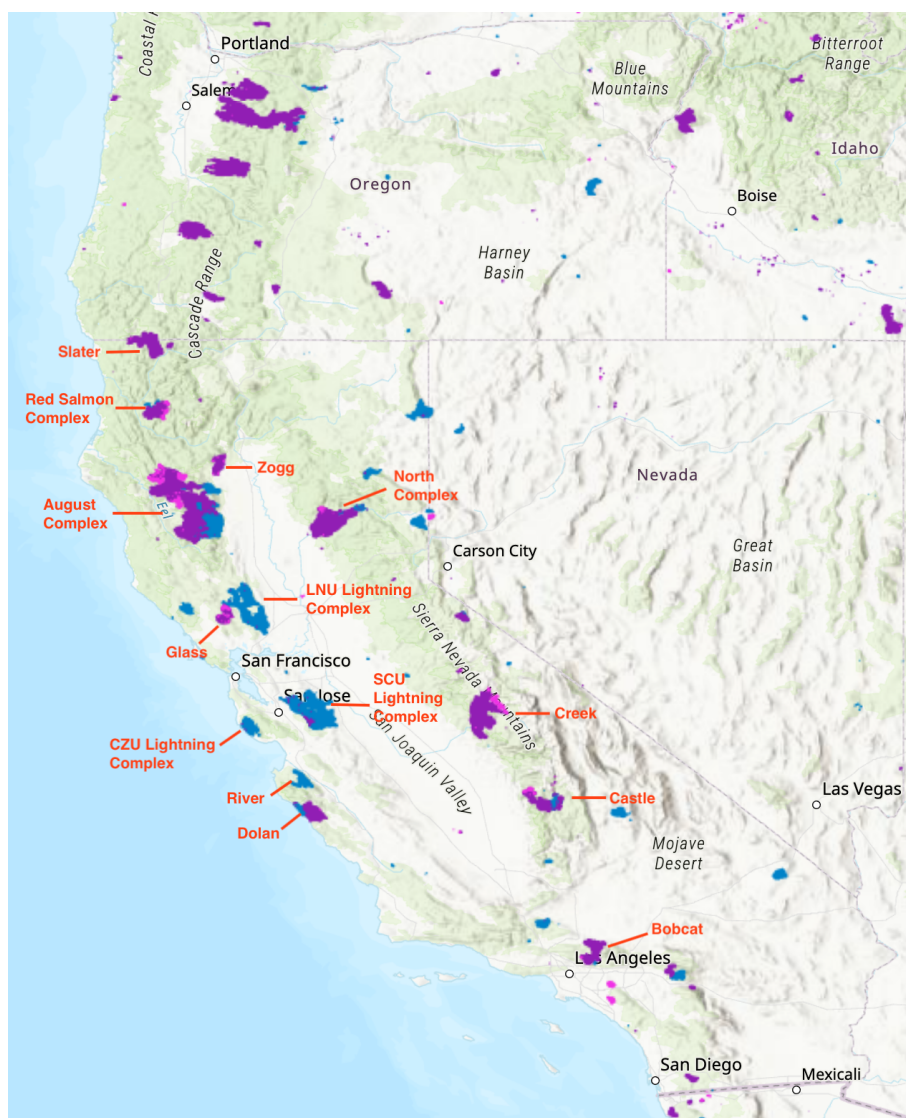 Portland
Coastal
Bitterroot
Range
Blue
Mountains
Salem
Idaho
Oregon
Boise
Harney
Basin
Cascade Range
Slater
Red Salmon
Complex
Zogg
North
Complex
Nevada
August
Complex
Eel
Great
Basin
Carson City
LNU Lightning
Complex
Sierra Nevada Mountains
Glass
San Francisco
SCU
Lightning
Complex
San Jose
Creek
San Joaquin Valley
CZU Lightning
Complex
River
Castle
Las Vegas
Dolan
Mojave
Desert
Bobcat
Los Angeles
San Diego
Mexicali